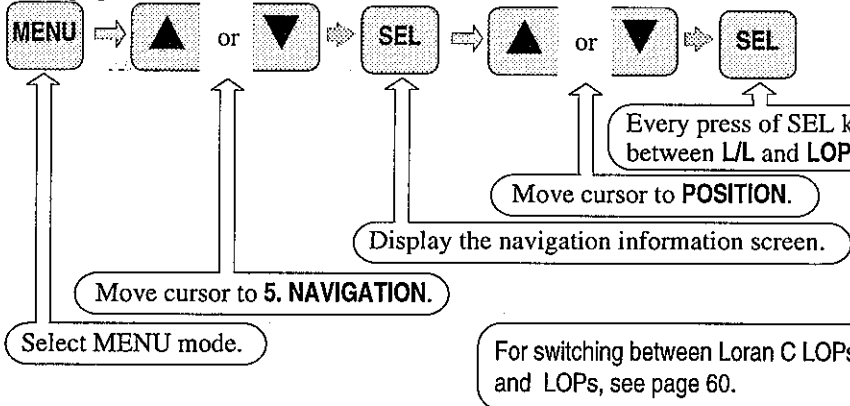 MENU or SEL or SEL
Every press of SEL k
between L/L and LOP
Move cursor to POSITION.
Display the navigation information screen.
Move cursor to 5. NAVIGATION.
Select MENU mode.
For switching between Loran C LOPs
and LOPs, see page 60.